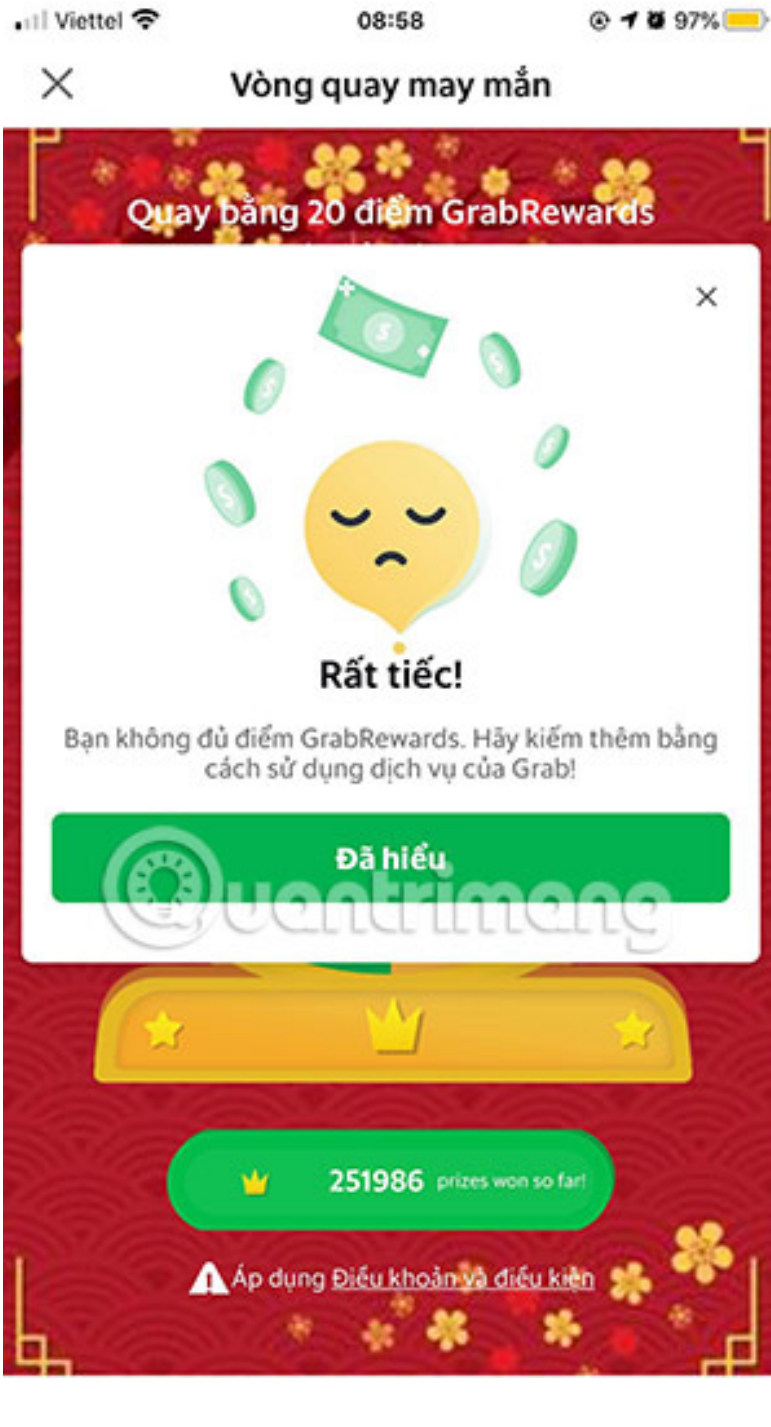 Viettel 08:58 97%
Vòng quay may mắn
Quay bằng 20 điểm GrabRewards
Rất tiếc!
Bạn không đủ điểm GrabRewards. Hãy kiếm thêm bằng
cách sử dụng dịch vụ của Grab!
Đã hiểu
Quantrimang
251986 prizes won so far!
Áp dụng Điều khoản và điều kiện